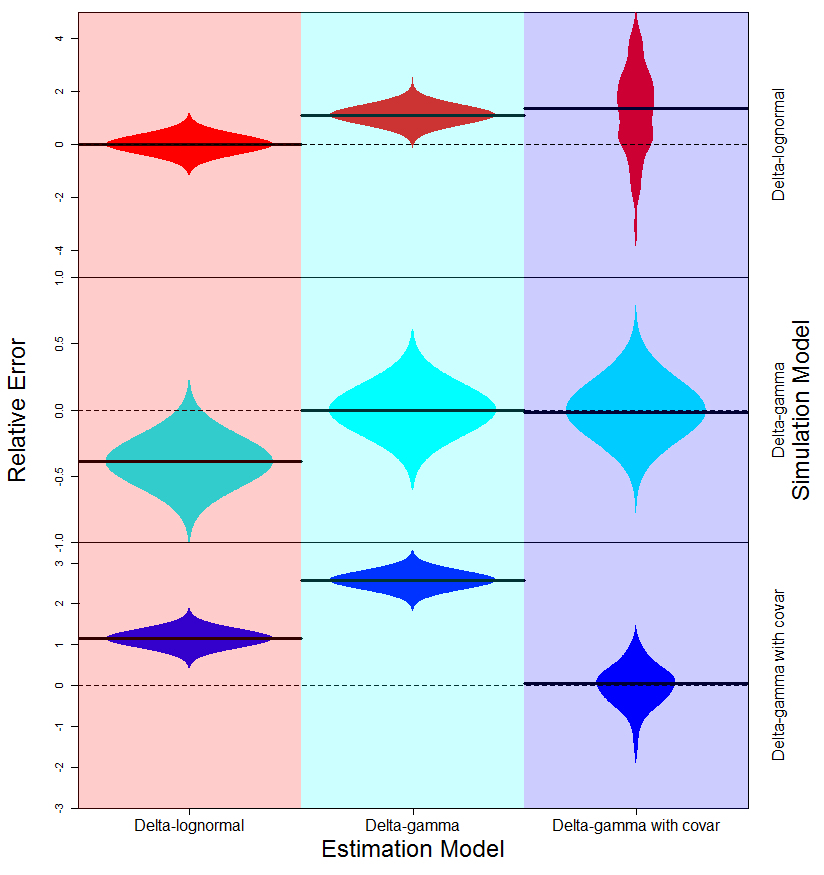 Relative Error
4
2
0
-2
-4
1.0
0.5
0.0
-0.5
-1.0
3
2
1
0
-1
-2
-3
Delta-lognormal
Delta-gamma
Delta-gamma with covar
Simulation Model
Delta-lognormal
Delta-gamma
Delta-gamma with covar
Estimation Model